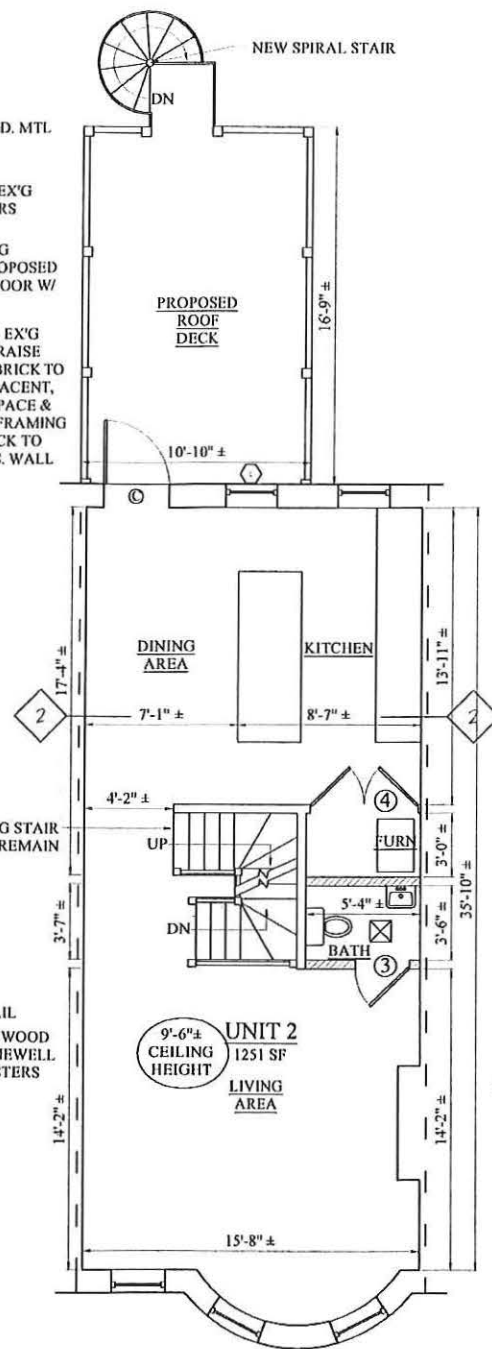 NEW SPIRAL STAIR
DN
D. MTL
EX'G
RS
G
OPOSED
OOR W/
EX'G
RAISE
BRICK TO
ACENT,
PACE &
FRAMING
CK TO
. WALL
PROPOSED
ROOF
DECK
16'-9" ±
10'-10" ±
C
DINING
AREA
KITCHEN
17'-4" ±
13'-11" ±
2
7'-1" ±
8'-7" ±
2
4'-2" ±
4
G STAIR
REMAIN
UP
FURN
3'-0" ±
35'-10" ±
3'-7" ±
DN
5'-4" ±
BATH
3
3'-6" ±
IL
WOOD
NEWELL
STERS
9'-6"±
CEILING
HEIGHT
UNIT 2
1251 SF
LIVING
AREA
14'-2" ±
14'-2" ±
15'-8" ±